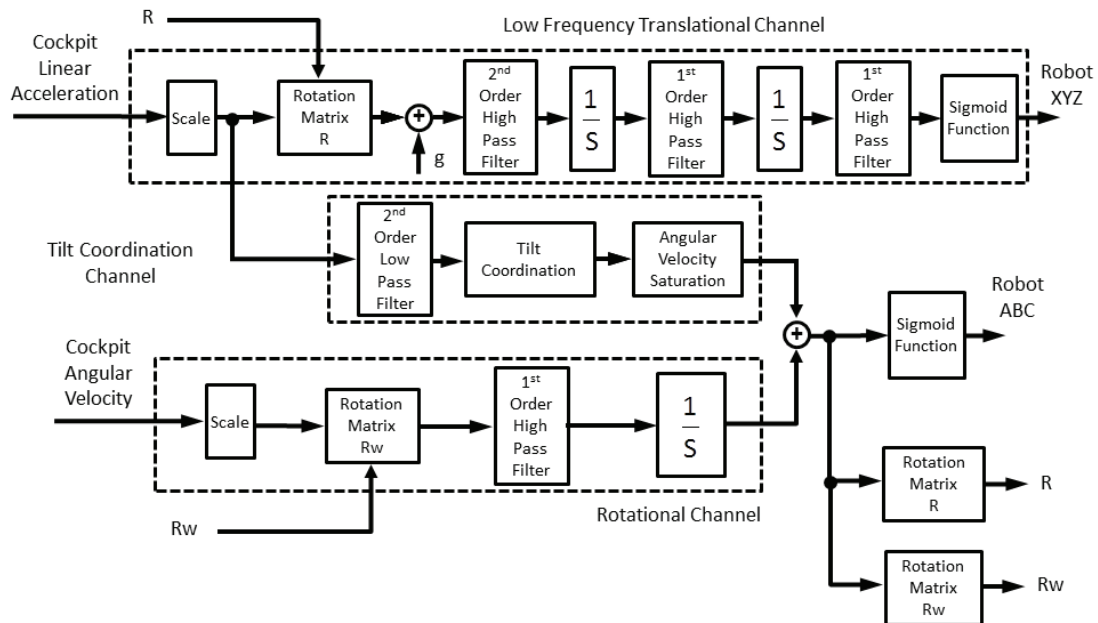 R
Low Frequency Translational Channel
Cockpit
Linear
Acceleration
Scale
Rotation
Matrix
R
g
2nd
Order
High
Pass
Filter
1
S
1st
Order
High
Pass
Filter
1
S
1st
Order
High
Pass
Filter
Sigmoid
Function
Robot
XYZ
Tilt Coordination
Channel
2nd
Order
Low
Pass
Filter
Tilt
Coordination
Angular
Velocity
Saturation
Cockpit
Angular
Velocity
Scale
Rotation
Matrix
Rw
1st
Order
High
Pass
Filter
1
S
Rw
Rotational Channel
Sigmoid
Function
Robot
ABC
Rotation
Matrix
R
R
Rotation
Matrix
Rw
Rw